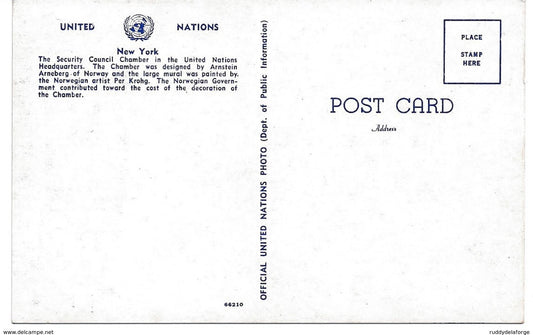 UNITED NATIONS
New York
The Security Council Chamber in the United Nations
Headquarters. The Chamber was designed by Arnstein
Arneberg of Norway and the large mural was painted by.
the Norwegian artist Per Krohg. The Norwegian Govern-
ment contributed toward the cost of the decoration of
the Chamber.
66210
OFFICIAL UNITED NATIONS PHOTO (Dept. of Public Information)
PLACE
STAMP
HERE
POST CARD
Address
delcampe.net
ruddydelaforge